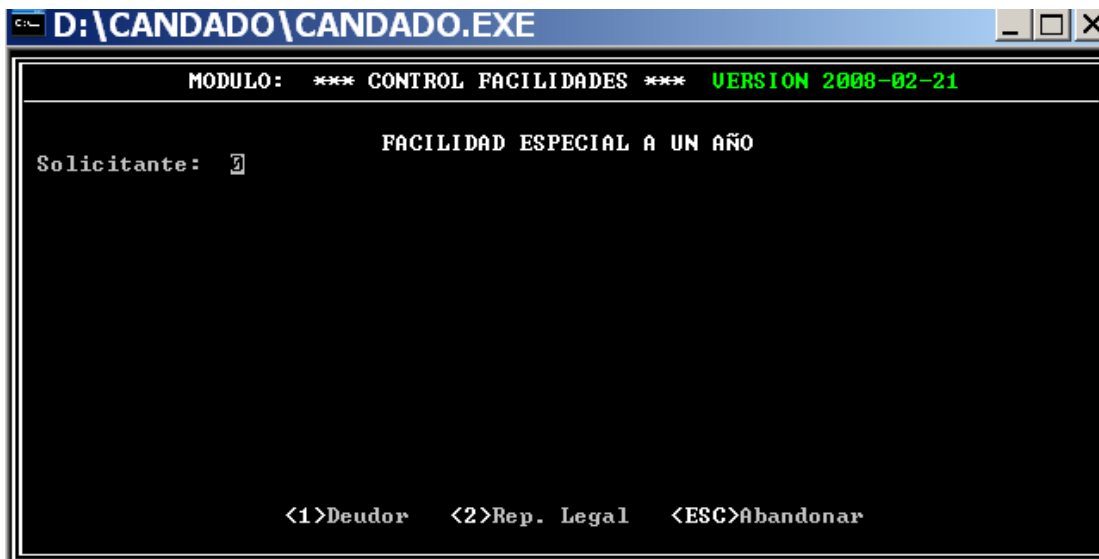 D:\CANDADO\CANDADO.EXE
MODULO: *** CONTROL FACILIDADES *** VERSION 2008-02-21
FACILIDAD ESPECIAL A UN AÑO
Solicitante: 0
<1>Deudor <2>Rep. Legal <ESC>Abandonar